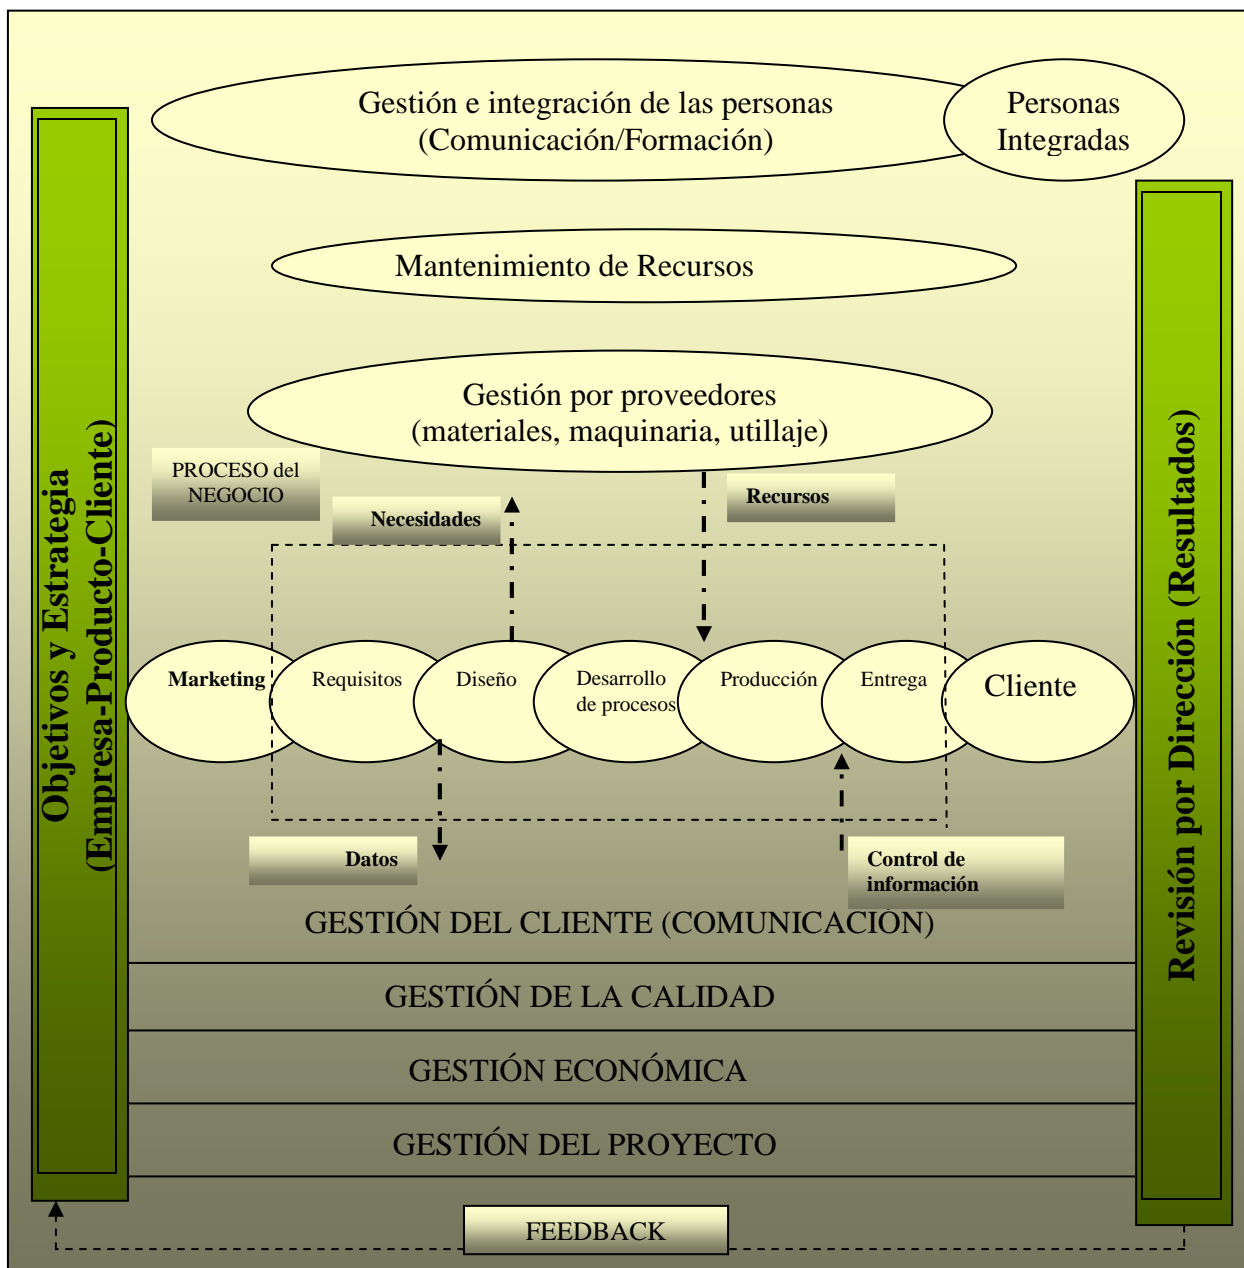 Gestión e integración de las personas
(Comunicación/Formación)
Personas
Integradas
Mantenimiento de Recursos
Gestión por proveedores
(materiales, maquinaria, utillaje)
PROCESO del
NEGOCIO
Necesidades
Recursos
Objetivos y Estrategia
(Empresa-Producto-Cliente)
Revisión por Dirección (Resultados)
Marketing
Requisitos
Diseño
Desarrollo
de procesos
Producción
Entrega
Cliente
Datos
Control de
información
GESTIÓN DEL CLIENTE (COMUNICACIÓN)
GESTIÓN DE LA CALIDAD
GESTIÓN ECONÓMICA
GESTIÓN DEL PROYECTO
FEEDBACK